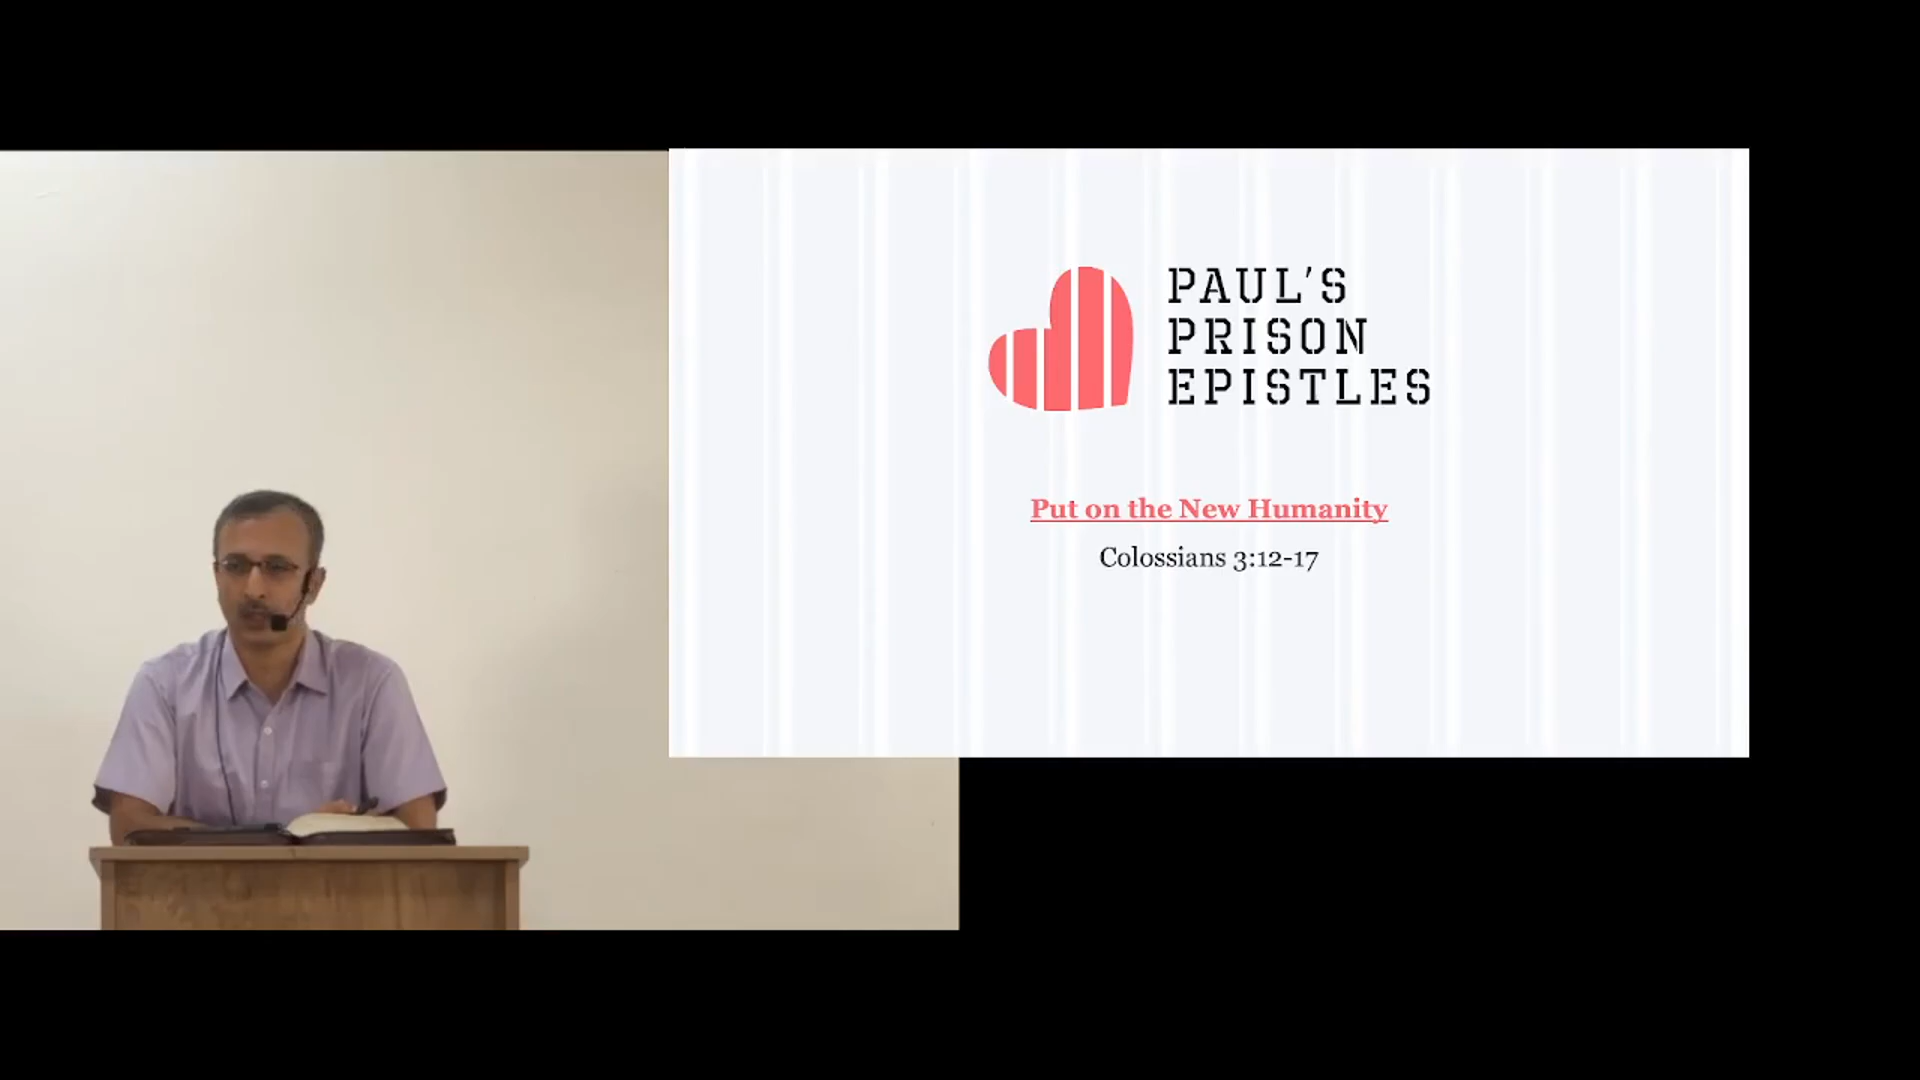 PAUL'S
PRISON
EPISTLES
Put on the New Humanity
Colossians 3:12-17